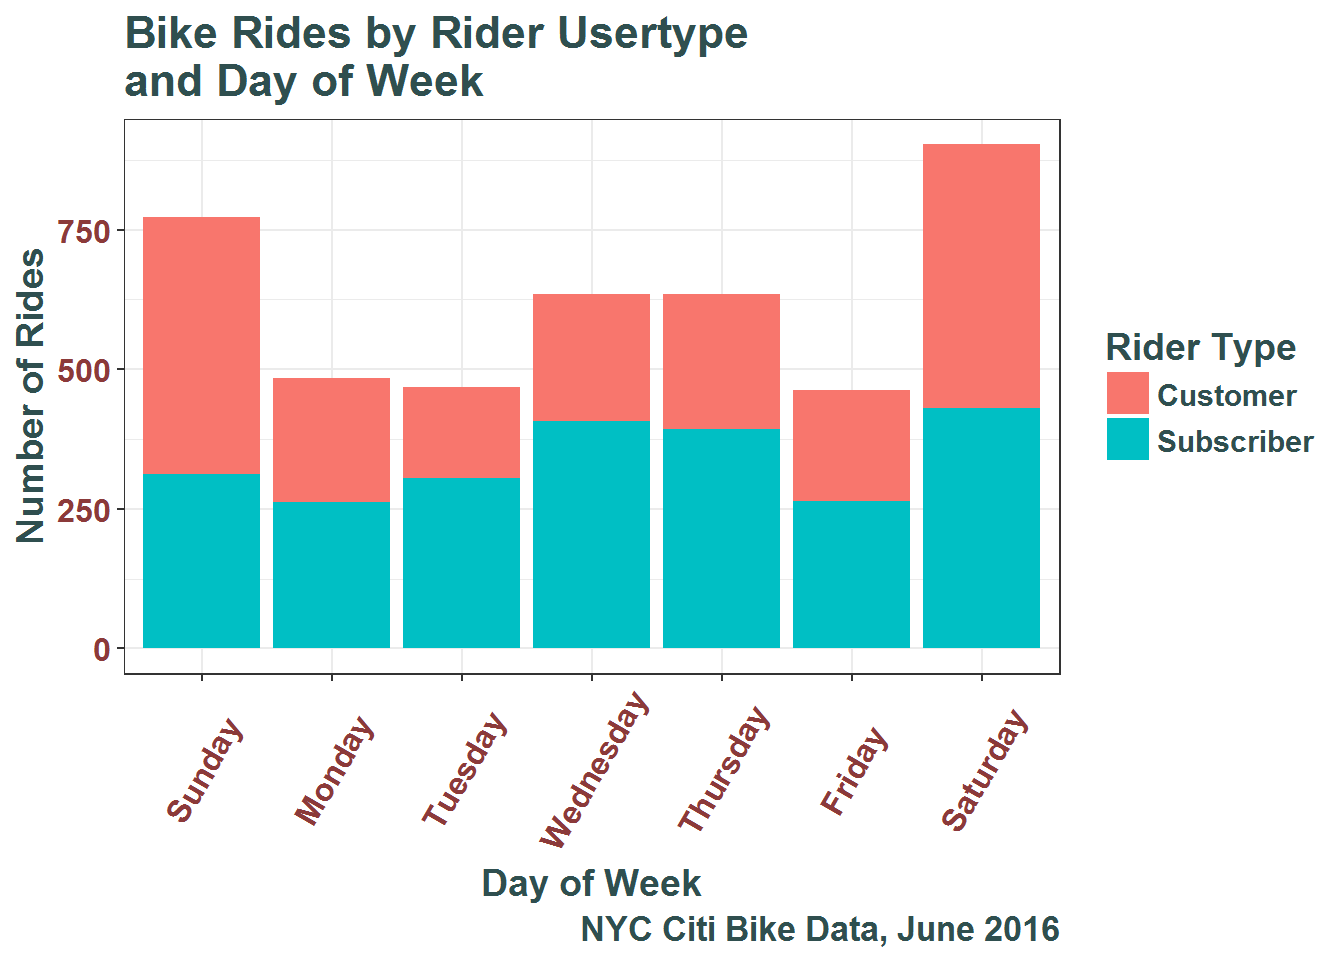 Bike Rides by Rider Usertype
and Day of Week
Number of Rides
750
500
250
0
Sunday
Monday
Tuesday
Wednesday
Thursday
Friday
Saturday
Day of Week
NYC Citi Bike Data, June 2016
Rider Type
Customer
Subscriber